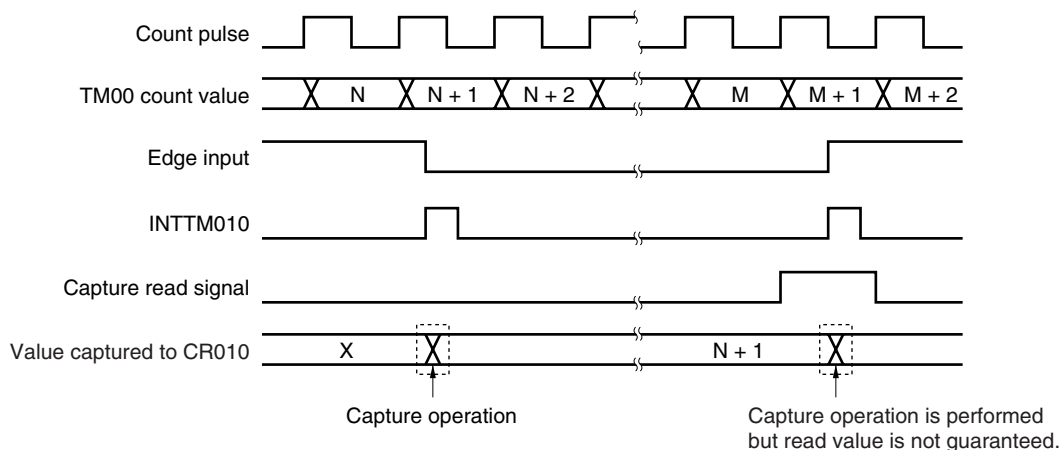 Count pulse
TM00 count value
N
N + 1
N + 2
M
M + 1
M + 2
Edge input
INTTM010
Capture read signal
Value captured to CR010
X
N + 1
Capture operation
Capture operation is performed
but read value is not guaranteed.